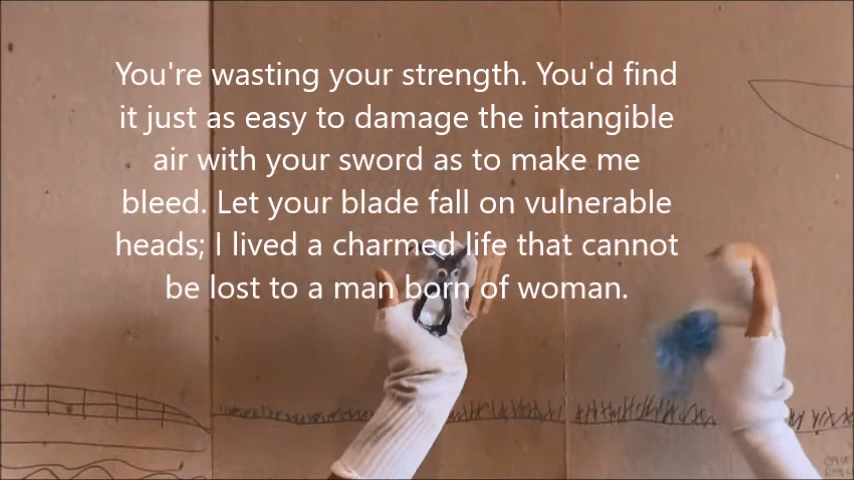 You're wasting your strength. You'd find
it just as easy to damage the intangible
air with your sword as to make me
bleed. Let your blade fall on vulnerable
heads; I lived a charmed life that cannot
be lost to a man born of woman.